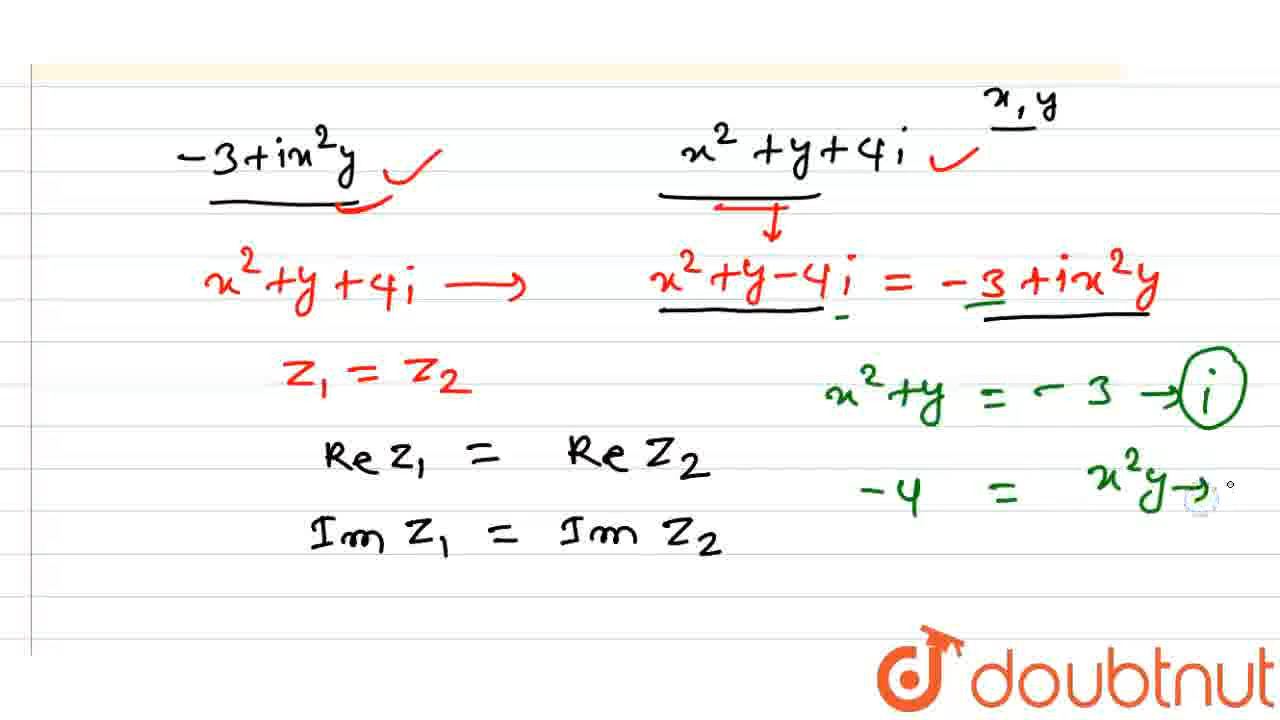 x, y
-3+ix²y
x²+y+4i
x²+y+4i → x²+y-4i = -3+ix²y
z₁ = z₂
x²+y = -3 → i
Re z₁ = Re z₂
-4 = x²y →
Im z₁ = Im z₂
doubtnut